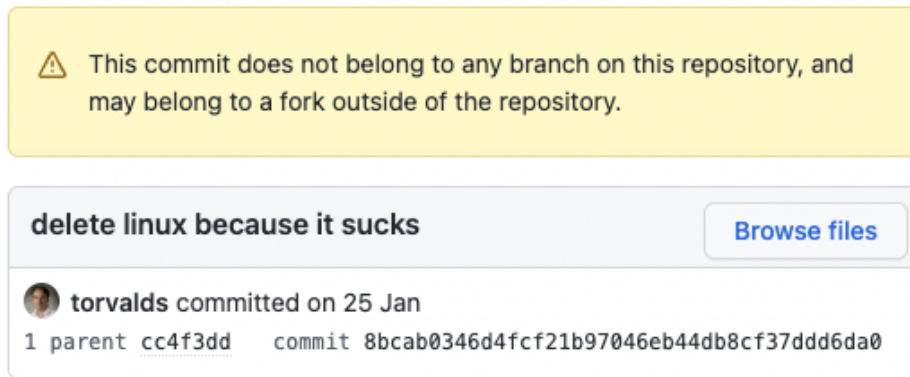 This commit does not belong to any branch on this repository, and
may belong to a fork outside of the repository.
delete linux because it sucks
Browse files
torvalds committed on 25 Jan
1 parent cc4f3dd commit 8bcab0346d4fcf21b97046eb44db8cf37ddd6da0